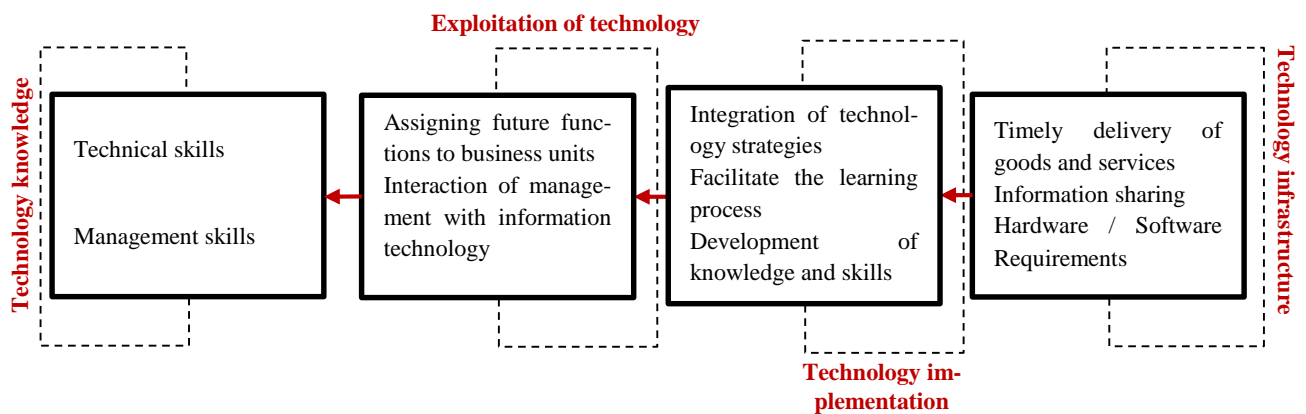 Exploitation of technology
Technology knowledge
Technical skills
Management skills
Assigning future func-
tions to business units
Interaction of manage-
ment with information
technology
Integration of technol-
ogy strategies
Facilitate the learning
process
Development of
knowledge and skills
Technology im-
plementation
Timely delivery of
goods and services
Information sharing
Hardware / Software
Requirements
Technology infrastructure